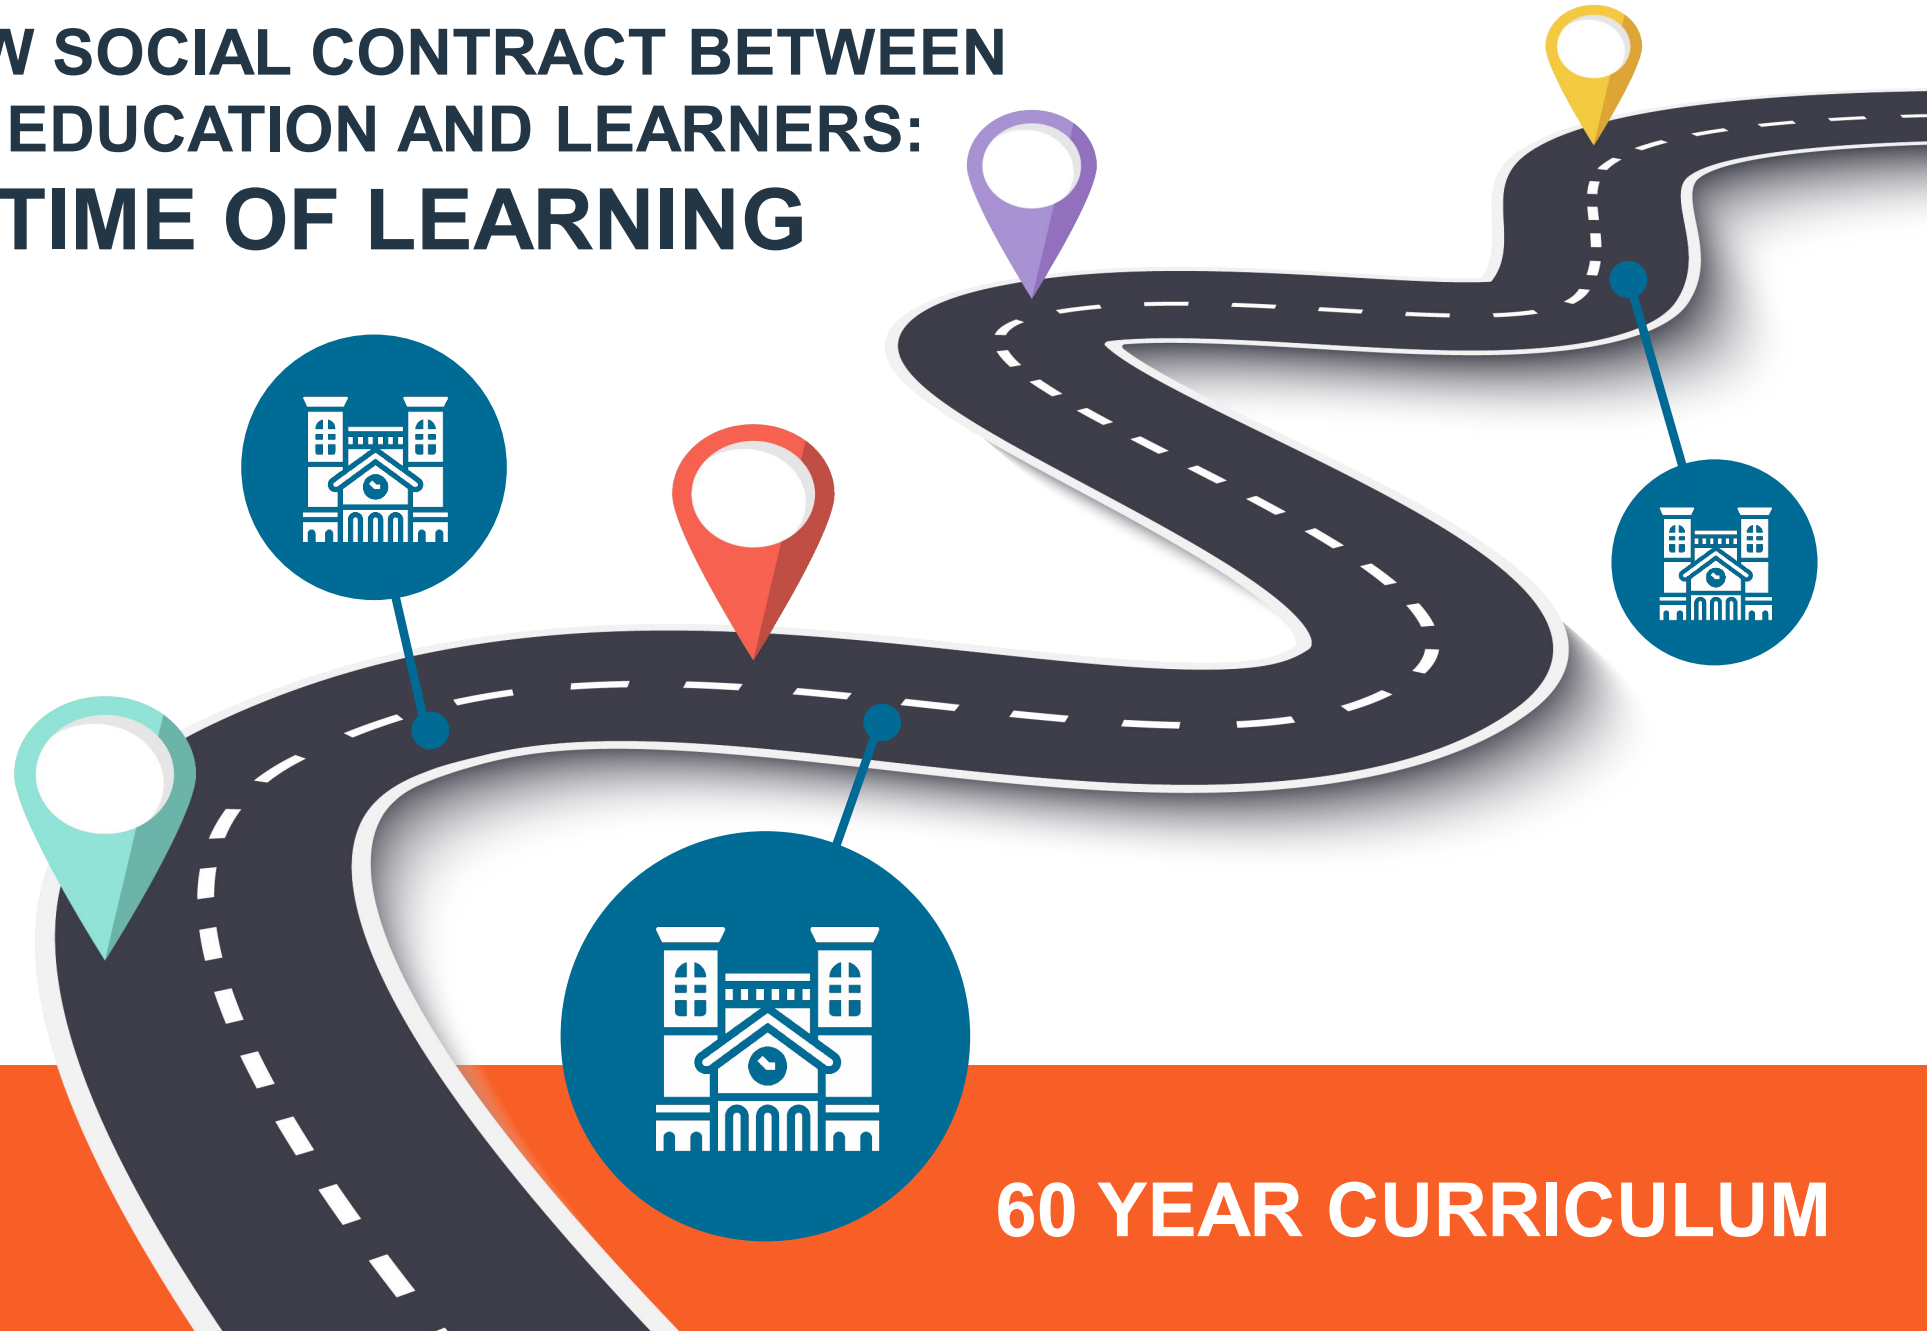 W SOCIAL CONTRACT BETWEEN
EDUCATION AND LEARNERS:
TIME OF LEARNING
60 YEAR CURRICULUM